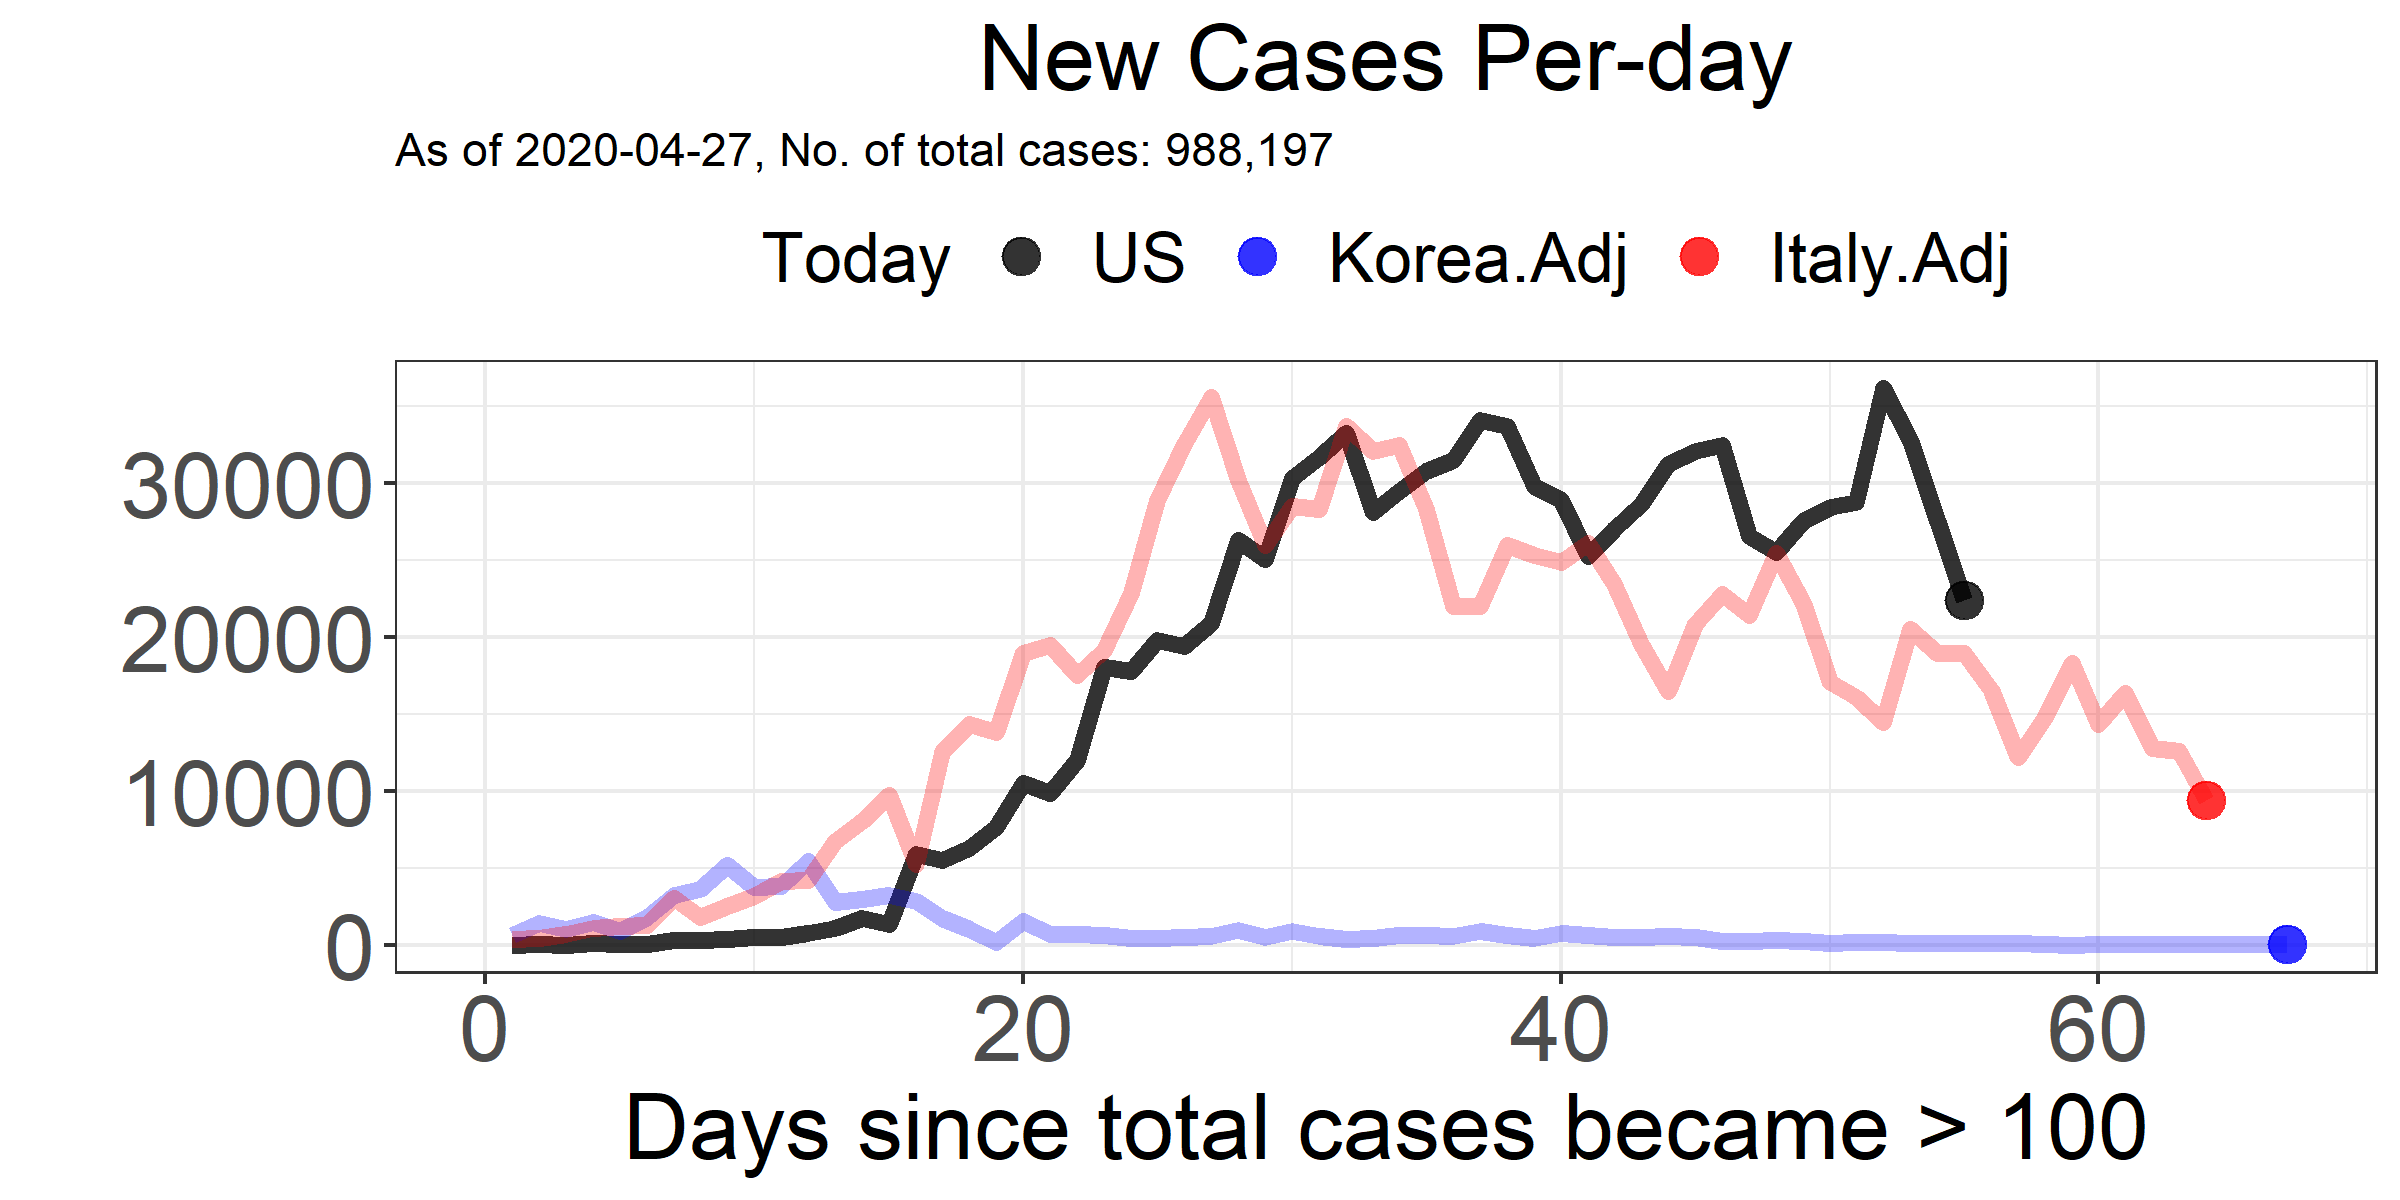 New Cases Per-day
As of 2020-04-27, No. of total cases: 988,197
Today US Korea.Adj Italy.Adj
30000
20000
10000
0
0 20 40 60
Days since total cases became > 100